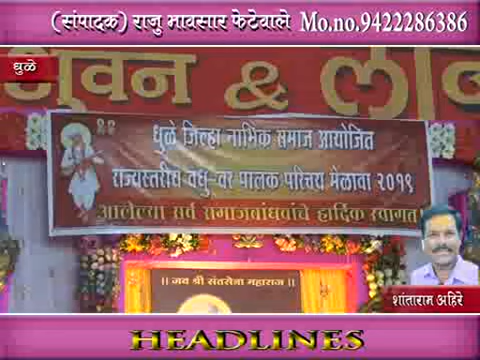 (संपादक) राजु भावसार फेटेवाले Mo.no.9422286386
धुळे
भुवन & लॉन
धुळे जिल्हा नाभिक समाज आयोजित
राज्यस्तरीय वधु-वर पालक परिचय मेळावा २०१९
आलेल्या सर्व समाजबांधवांचे हार्दिक स्वागत
।। जय श्री संतसेना महाराज ।।
शांताराम अहिरे
HEADLINES